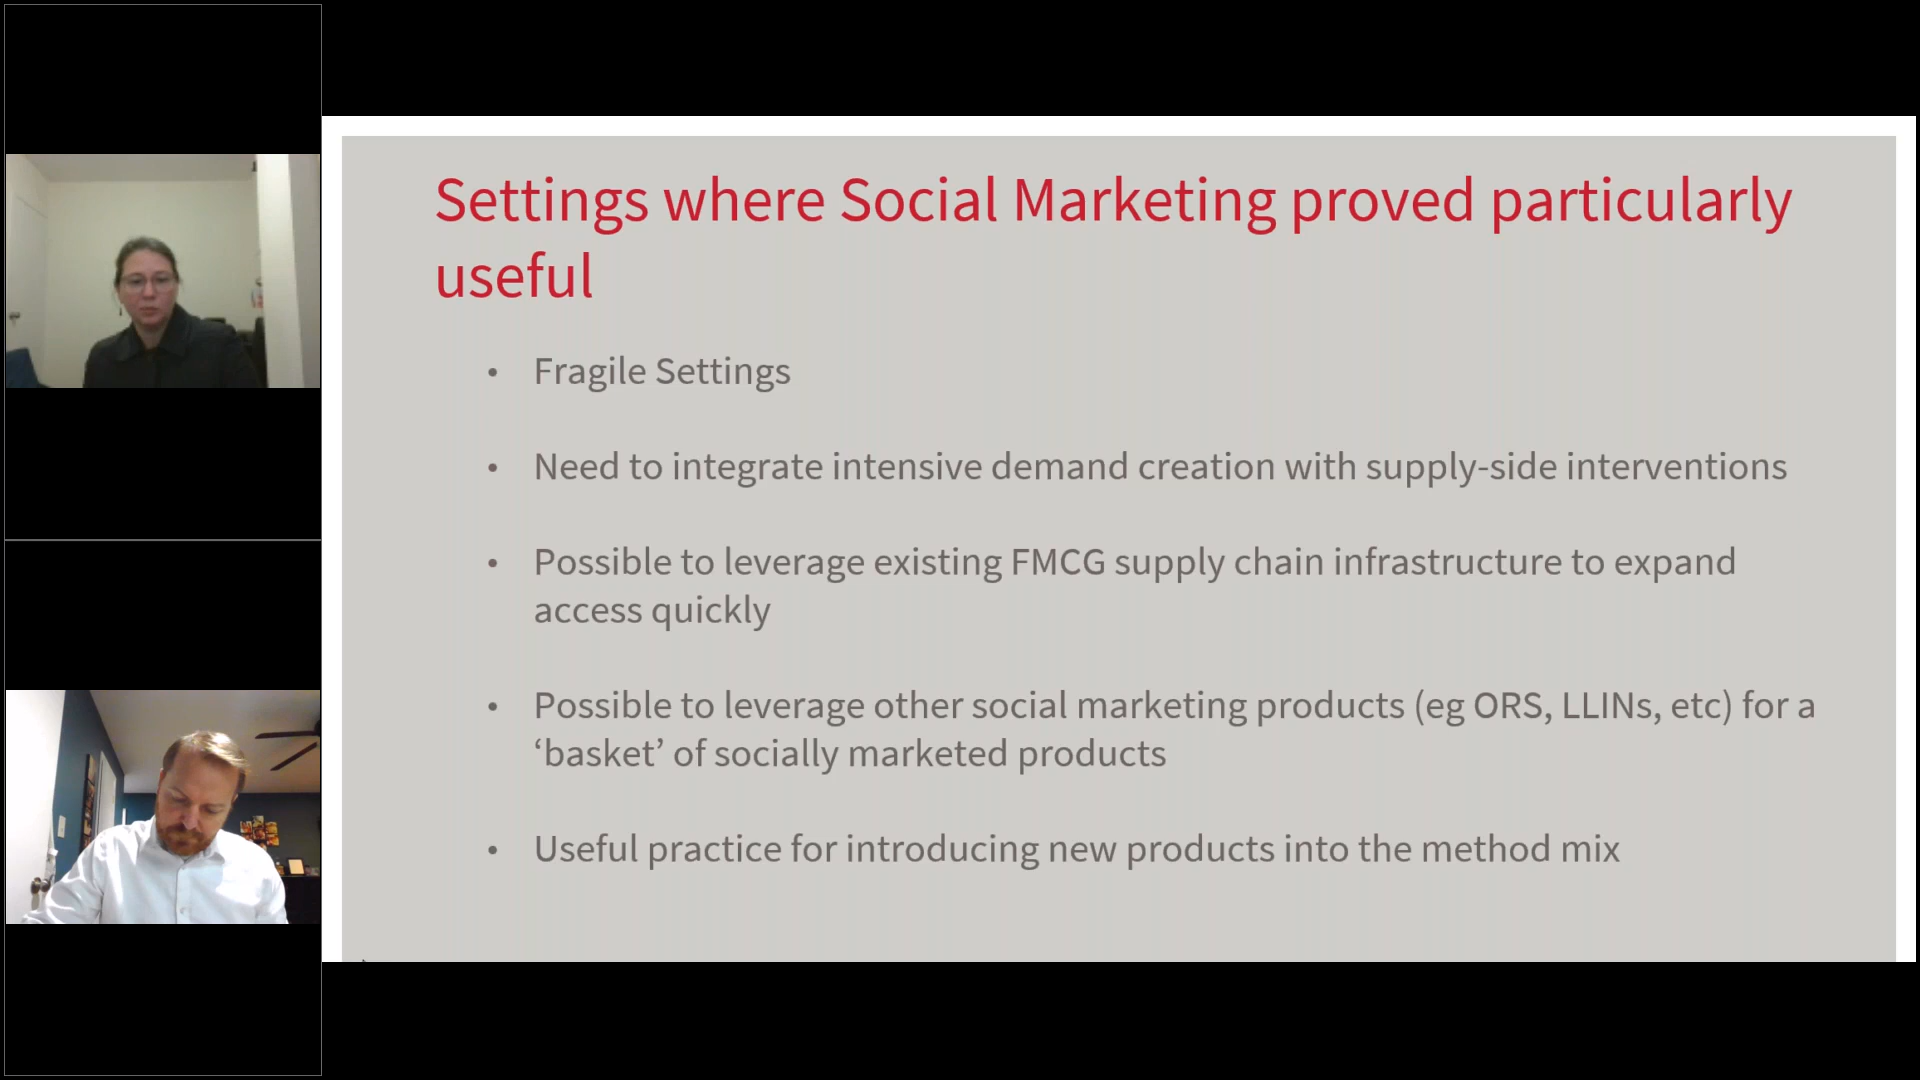 Settings where Social Marketing proved particularly
useful
• Fragile Settings
• Need to integrate intensive demand creation with supply-side interventions
• Possible to leverage existing FMCG supply chain infrastructure to expand
access quickly
• Possible to leverage other social marketing products (eg ORS, LLINs, etc) for a
‘basket’ of socially marketed products
• Useful practice for introducing new products into the method mix